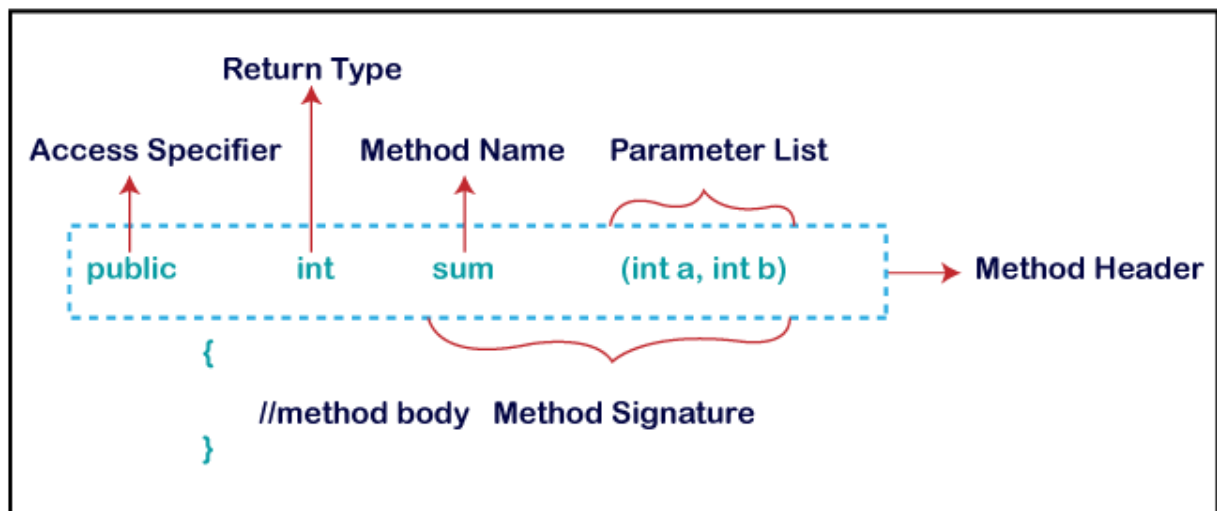 Return Type
Access Specifier Method Name Parameter List
public int sum (int a, int b) Method Header
{
//method body Method Signature
}